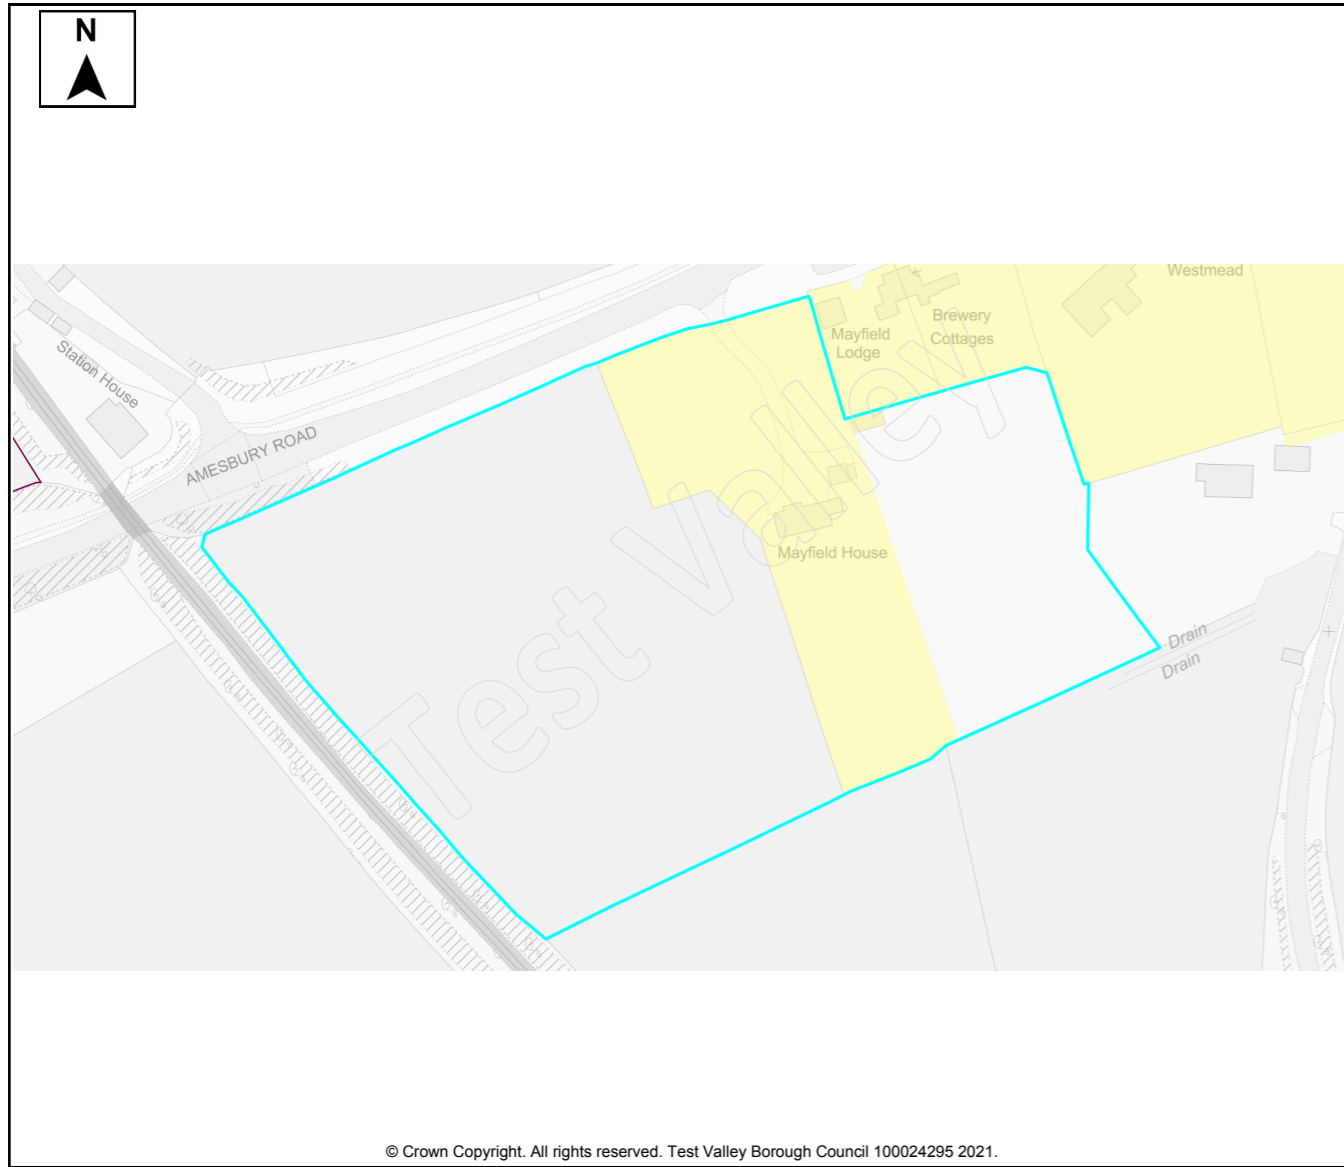 N
Westmead
Brewery
Cottages
Mayfield
Lodge
Station House
AMESBURY ROAD
Mayfield House
Drain
Drain
Test Valley
© Crown Copyright. All rights reserved. Test Valley Borough Council 100024295 2021.